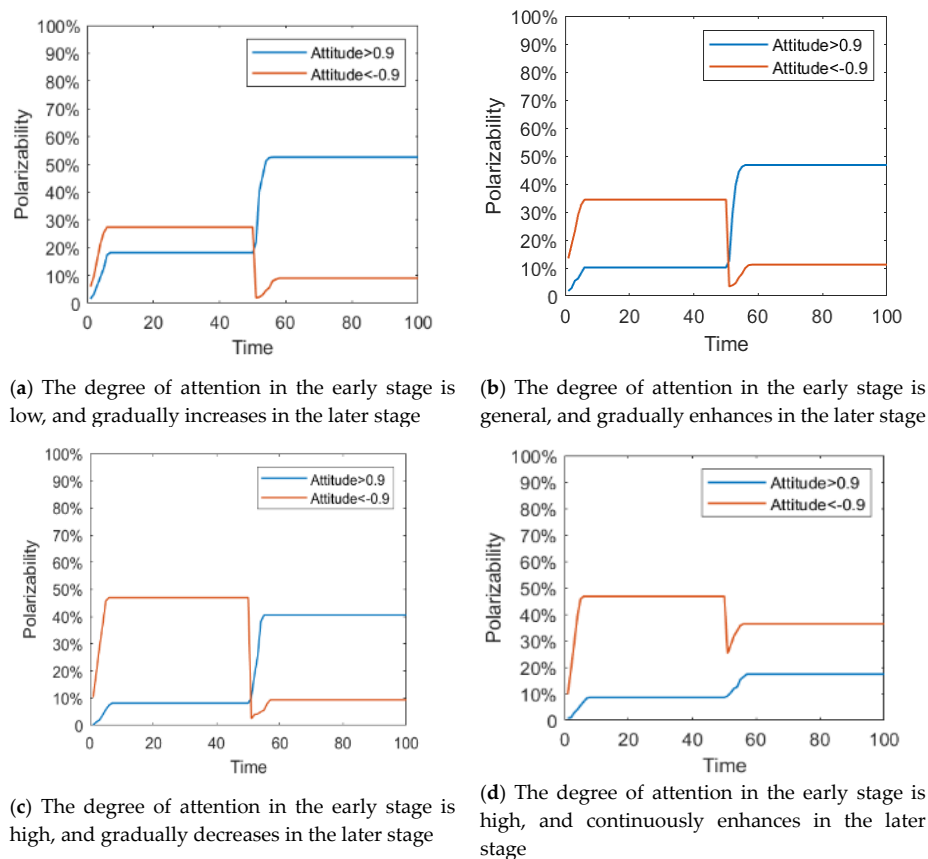 100%
90%
80%
70%
60%
50%
40%
30%
20%
10%
0
Polarizability
Attitude>0.9
Attitude<-0.9
0 20 40 60 80 100
Time
(a) The degree of attention in the early stage is
low, and gradually increases in the later stage
100%
90%
80%
70%
60%
50%
40%
30%
20%
10%
0
Polarizability
Attitude>0.9
Attitude<-0.9
0 20 40 60 80 100
Time
(b) The degree of attention in the early stage is
general, and gradually enhances in the later stage
100%
90%
80%
70%
60%
50%
40%
30%
20%
10%
0
Polarizability
Attitude>0.9
Attitude<-0.9
0 20 40 60 80 100
Time
(c) The degree of attention in the early stage is
high, and gradually decreases in the later stage
100%
90%
80%
70%
60%
50%
40%
30%
20%
10%
0
Polarizability
Attitude>0.9
Attitude<-0.9
0 20 40 60 80 100
Time
(d) The degree of attention in the early stage is
high, and continuously enhances in the later
stage